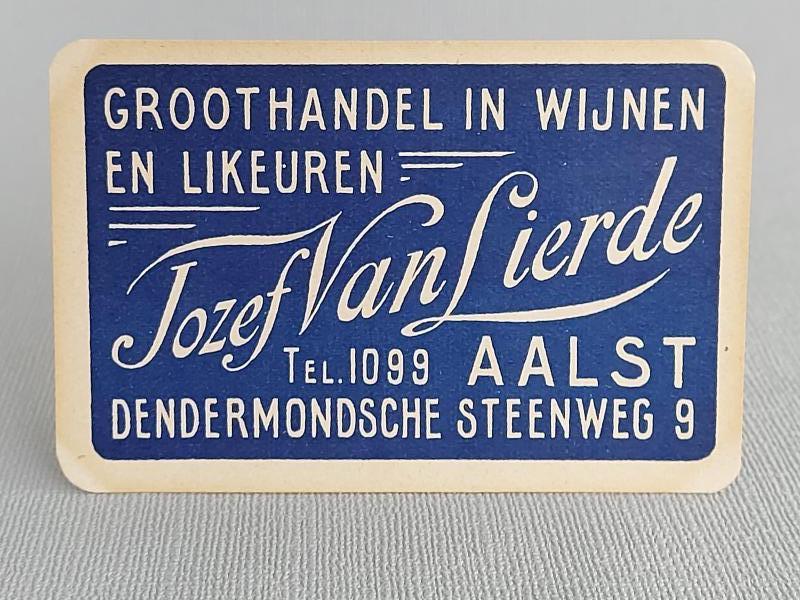 GROOTHANDEL IN WIJNEN
EN LIKEUREN
Jozef Van Lierde
TEL. 1099 AALST
DENDERMONDSCHE STEENWEG 9